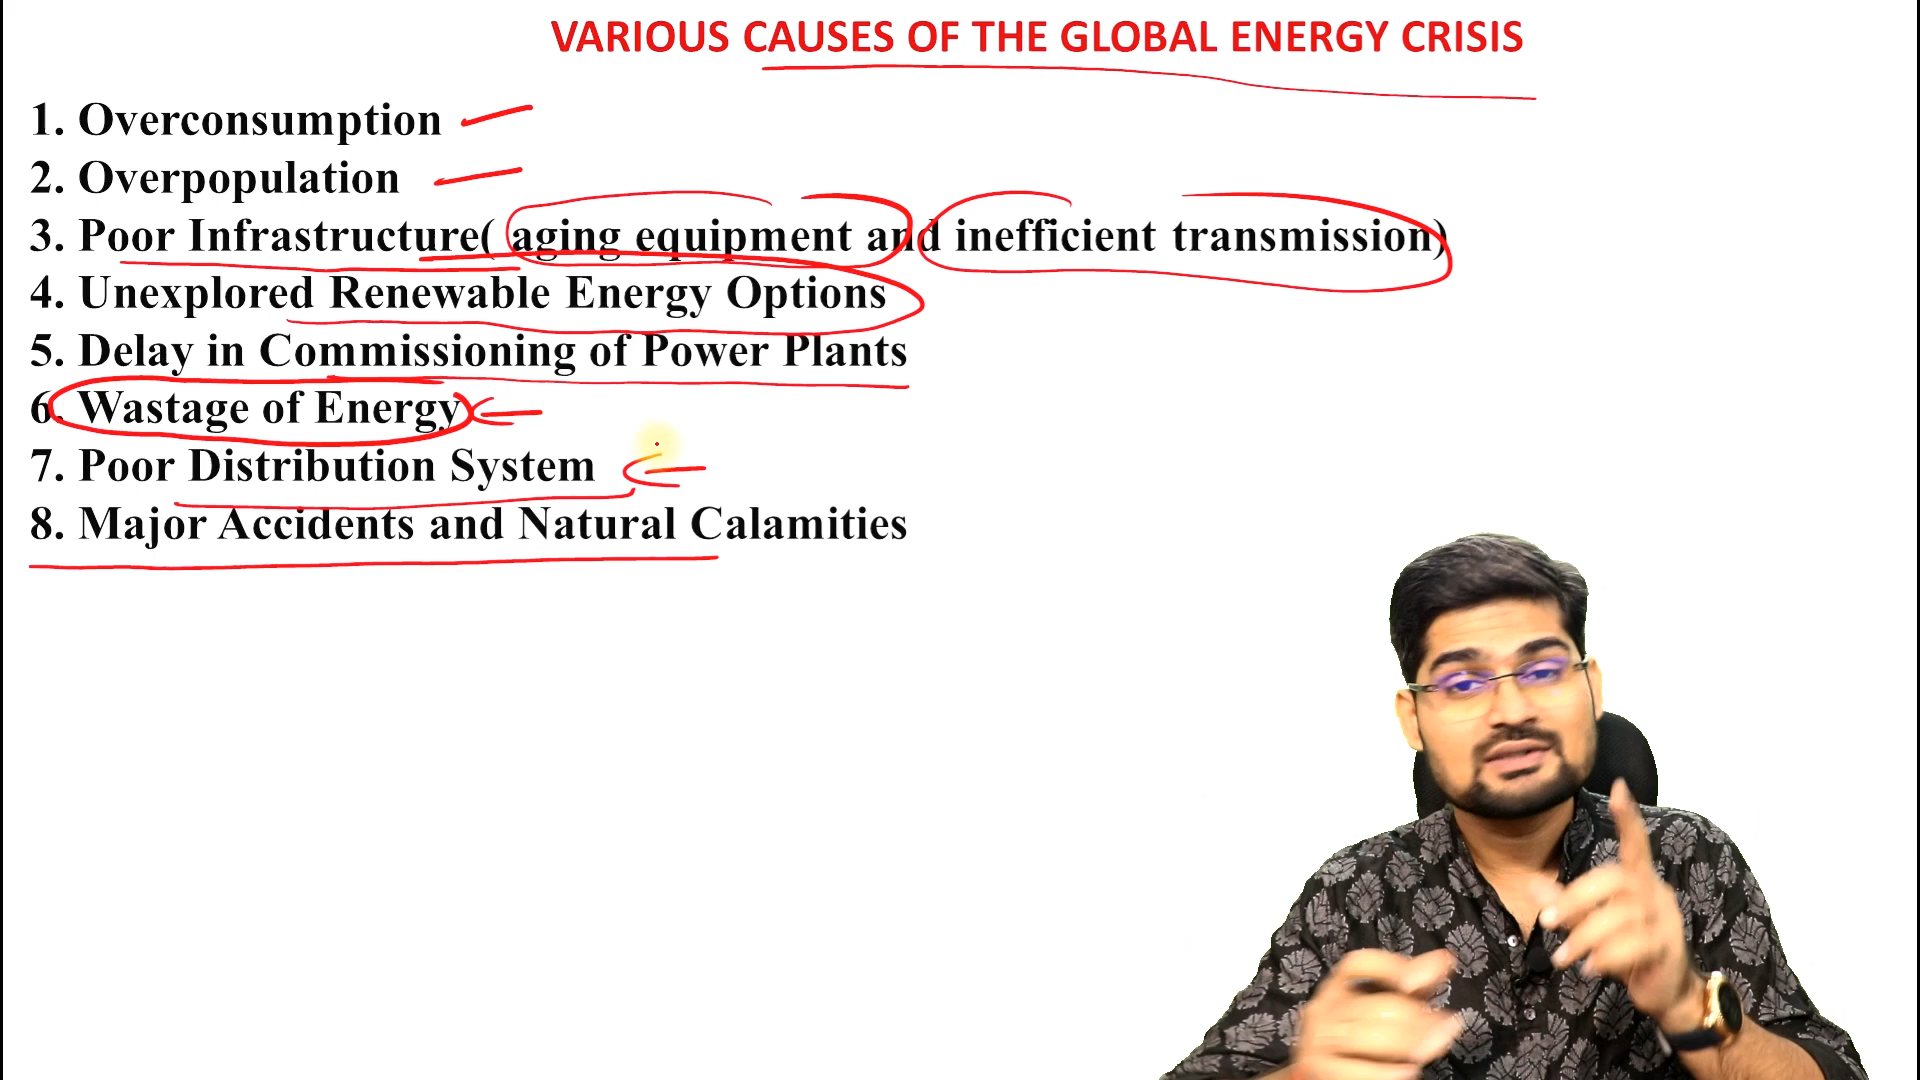 VARIOUS CAUSES OF THE GLOBAL ENERGY CRISIS
1. Overconsumption
2. Overpopulation
3. Poor Infrastructure( aging equipment and inefficient transmission)
4. Unexplored Renewable Energy Options
5. Delay in Commissioning of Power Plants
6. Wastage of Energy
7. Poor Distribution System
8. Major Accidents and Natural Calamities